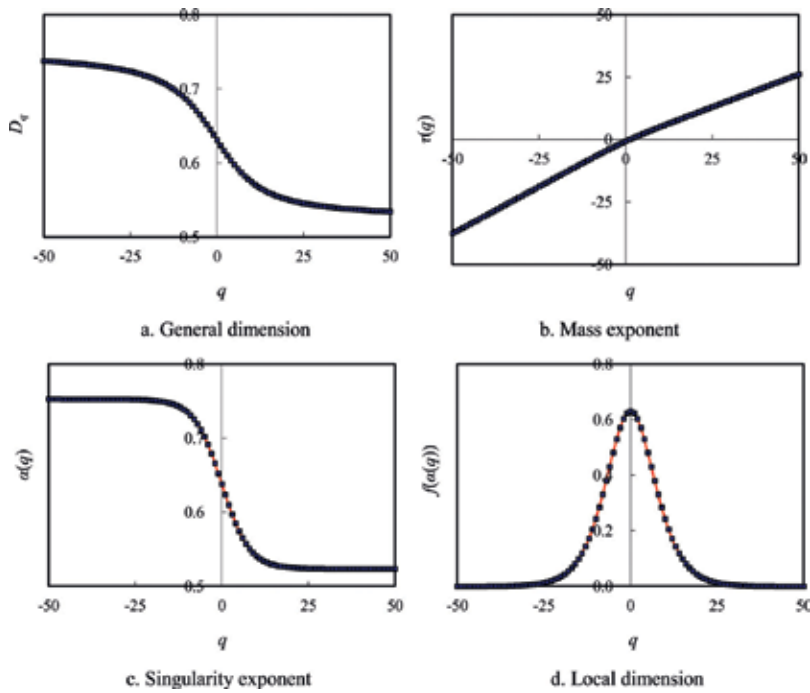 0.8
0.7
0.6
0.5
D_q
-50 -25 0 25 50
q
a. General dimension
50
25
0
-25
-50
τ(q)
-50 -25 0 25 50
q
b. Mass exponent
0.8
0.7
0.6
0.5
α(q)
-50 -25 0 25 50
q
c. Singularity exponent
0.8
0.6
0.4
0.2
0.0
f(α(q))
-50 -25 0 25 50
q
d. Local dimension